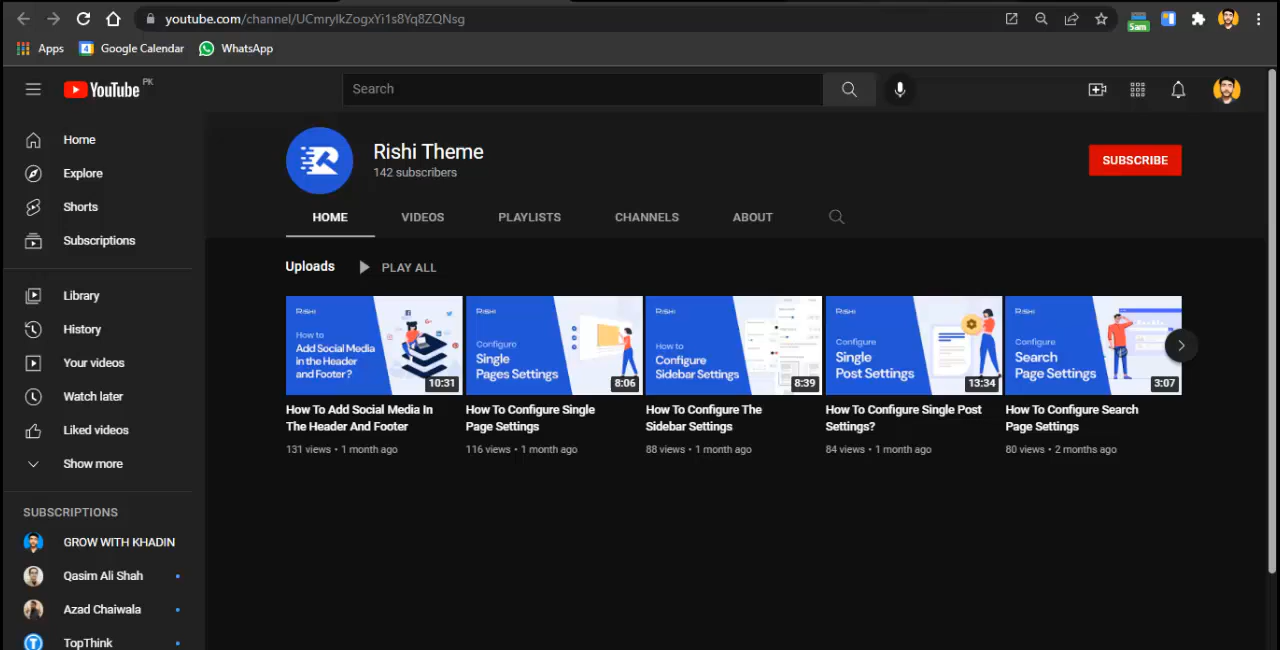 youtube.com/channel/UCmrylkZogxYi1s8Yq8ZQNsg
5am
Apps
4
Google Calendar
WhatsApp
YouTube PK
Search
Home
Explore
Shorts
Subscriptions
Library
History
Your videos
Watch later
Liked videos
Show more
SUBSCRIPTIONS
GROW WITH KHADIN
Qasim Ali Shah
Azad Chaiwala
TopThink
Rishi Theme
142 subscribers
SUBSCRIBE
HOME
VIDEOS
PLAYLISTS
CHANNELS
ABOUT
Uploads
PLAY ALL
RISHI
How to
Add Social Media
in the Header
and Footer?
10:31
How To Add Social Media In
The Header And Footer
131 views • 1 month ago
RISHI
Configure
Single
Pages Settings
8:06
How To Configure Single
Page Settings
116 views • 1 month ago
RISHI
How to
Configure
Sidebar Settings
8:39
How To Configure The
Sidebar Settings
88 views • 1 month ago
RISHI
Configure
Single
Post Settings
13:34
How To Configure Single Post
Settings?
84 views • 1 month ago
RISHI
Configure
Search
Page Settings
3:07
How To Configure Search
Page Settings
80 views • 2 months ago